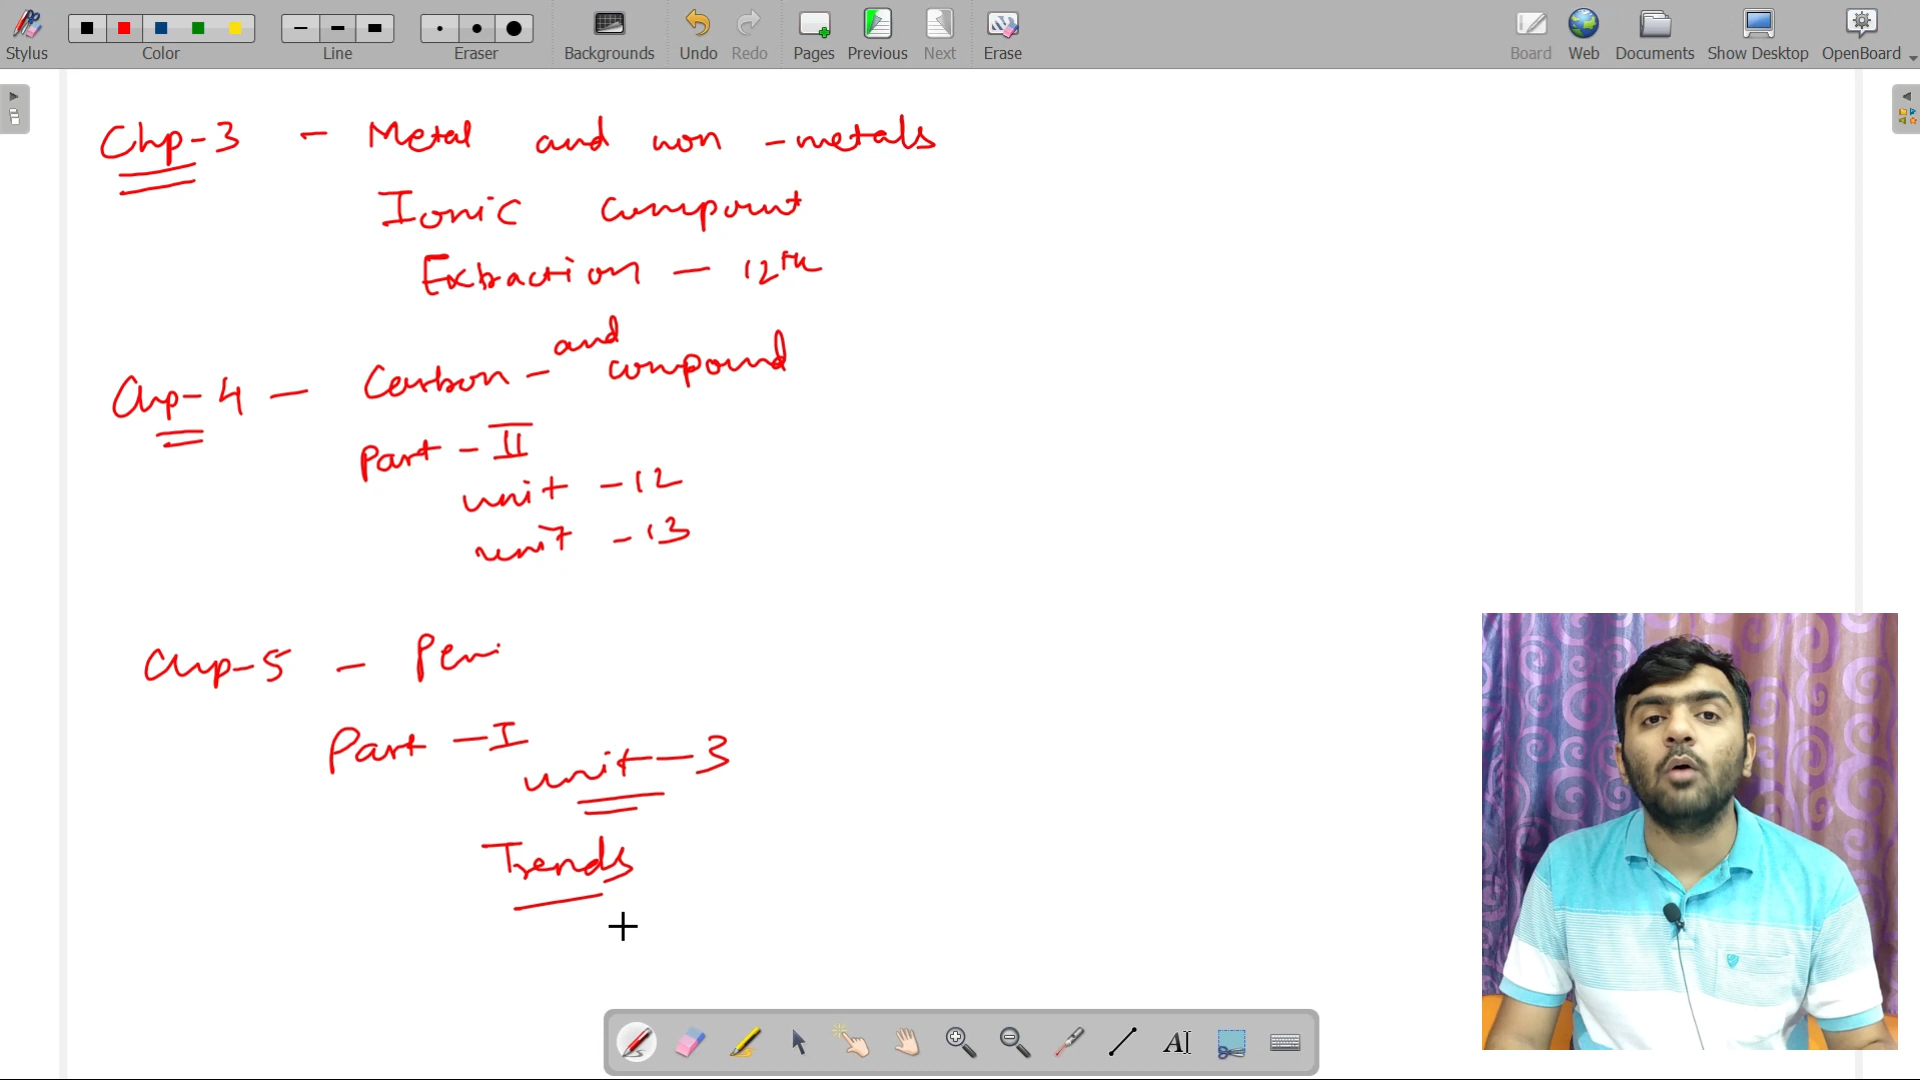 Stylus Color Line Eraser Backgrounds Undo Redo Pages Previous Next Erase Board Web Documents Show Desktop OpenBoard
Chp-3 - Metal and non -metals
Ionic compount
Extraction - 12th
Chp-4 - Carbon - and compound
Part - II
unit - 12
unit - 13
Chp-5 - Peri
Part - I
unit - 3
Trends